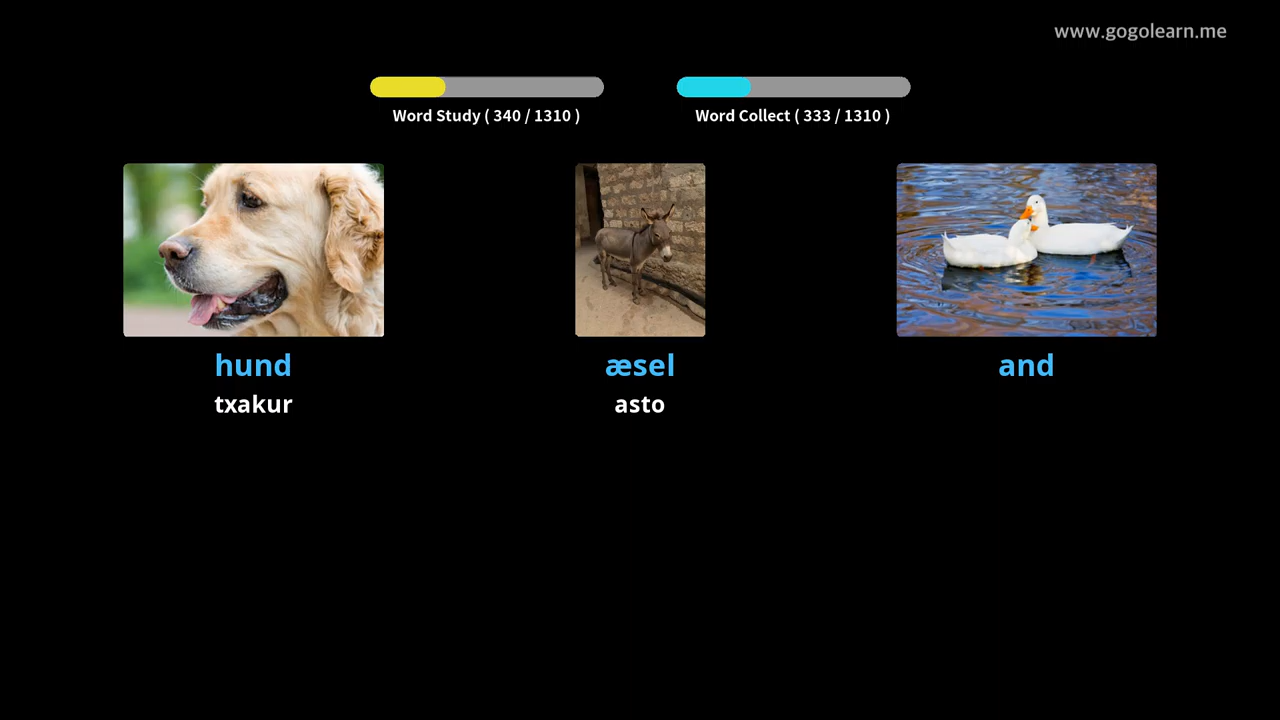 www.gogolearn.me
Word Study ( 340 / 1310 )
Word Collect ( 333 / 1310 )
hund
txakur
æsel
asto
and